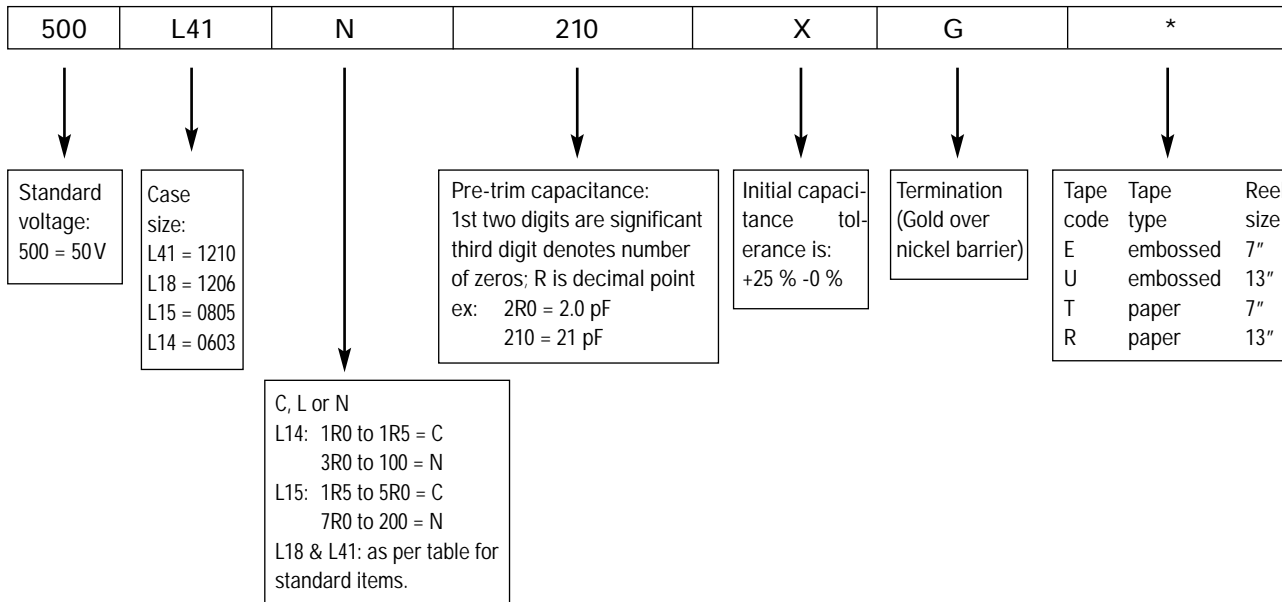 500 L41 N 210 X G *
Standard
voltage:
500 = 50V
Case
size:
L41 = 1210
L18 = 1206
L15 = 0805
L14 = 0603
Pre-trim capacitance:
1st two digits are significant
third digit denotes number
of zeros; R is decimal point
ex: 2R0 = 2.0 pF
210 = 21 pF
Initial capaci-
tance tol-
erance is:
+25 % -0 %
Termination
(Gold over
nickel barrier)
Tape Tape Ree
code type size
E embossed 7″
U embossed 13″
T paper 7″
R paper 13″
C, L or N
L14: 1R0 to 1R5 = C
3R0 to 100 = N
L15: 1R5 to 5R0 = C
7R0 to 200 = N
L18 & L41: as per table for
standard items.